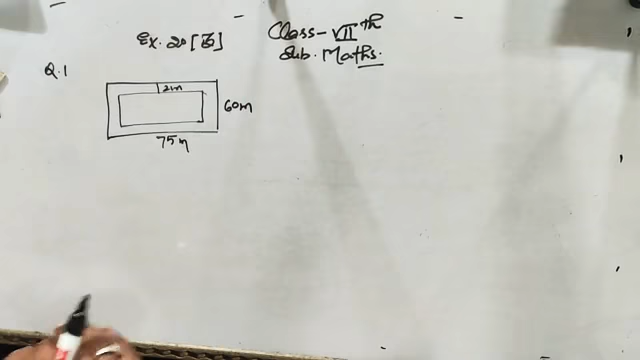 Ex. 20 [B]
Class - VII th
Sub. Maths.
Q.1
2m
60m
75m